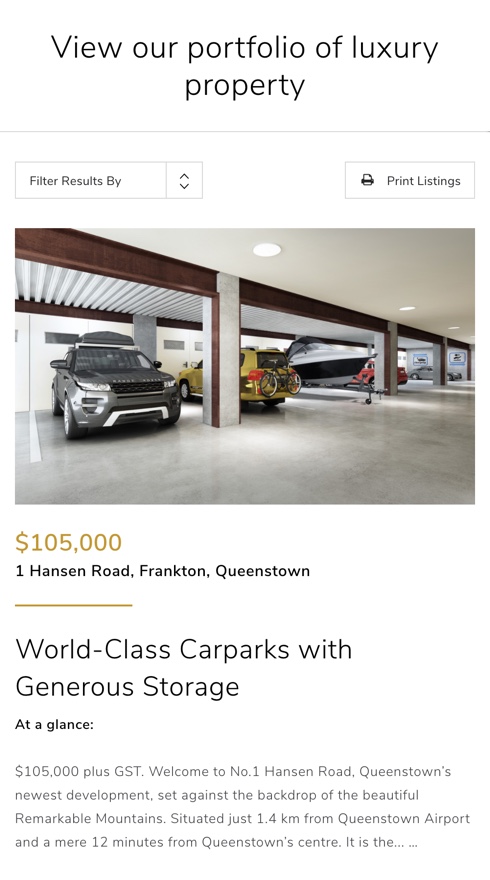 View our portfolio of luxury
property
Filter Results By
Print Listings
$105,000
1 Hansen Road, Frankton, Queenstown
World-Class Carparks with
Generous Storage
At a glance:
$105,000 plus GST. Welcome to No.1 Hansen Road, Queenstown’s
newest development, set against the backdrop of the beautiful
Remarkable Mountains. Situated just 1.4 km from Queenstown Airport
and a mere 12 minutes from Queenstown’s centre. It is the... ...